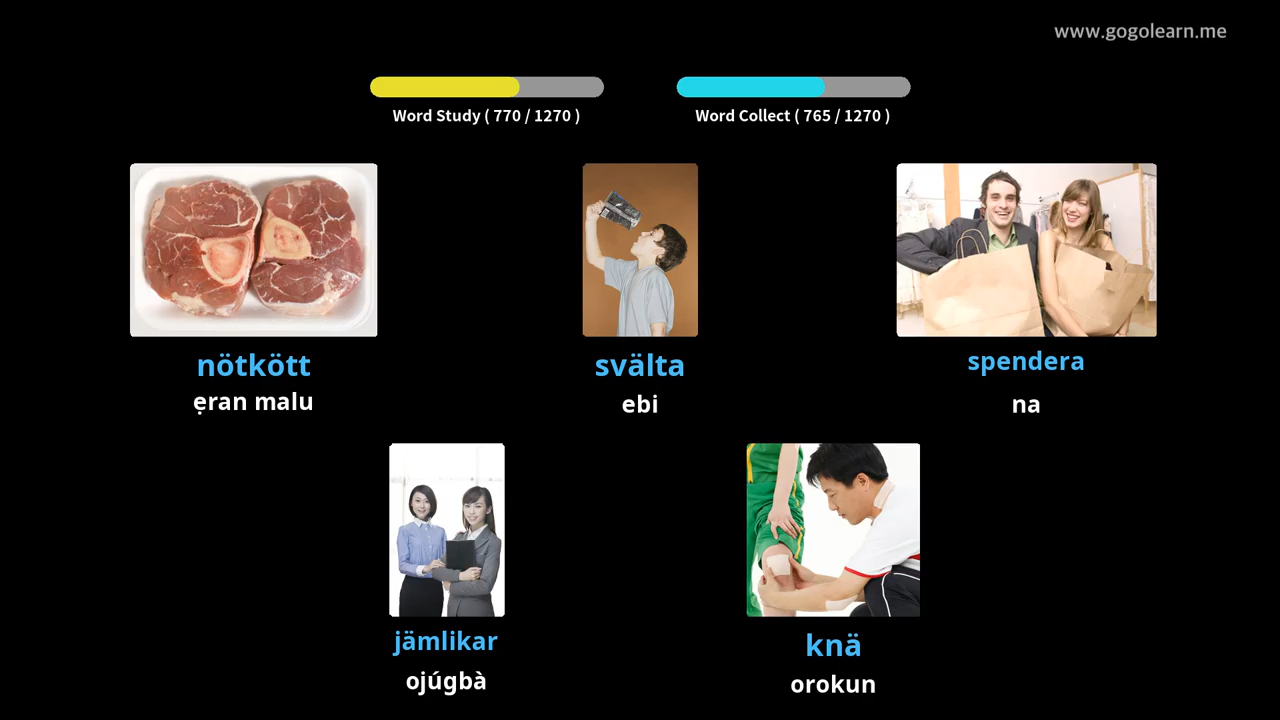 www.gogolearn.me
Word Study ( 770 / 1270 )
Word Collect ( 765 / 1270 )
nötkött
ẹran malu
svälta
ebi
spendera
na
jämlikar
ojúgbà
knä
orokun